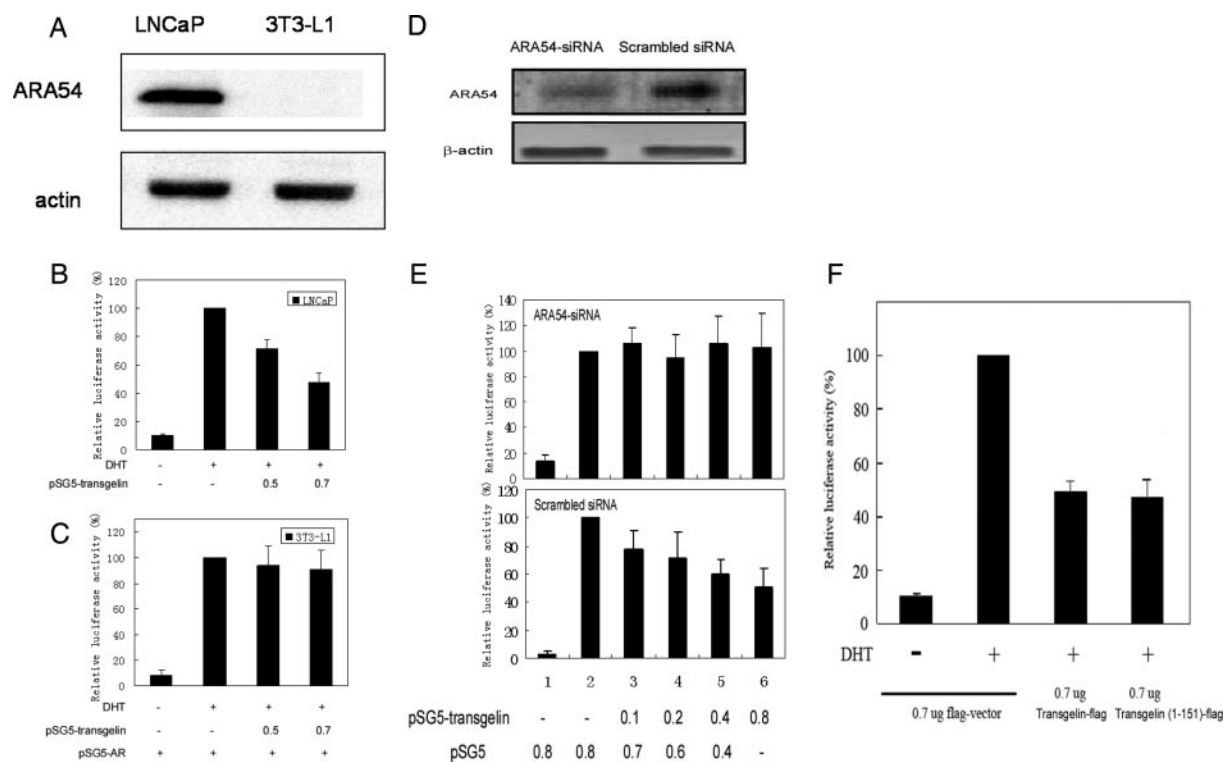 A
LNCaP 3T3-L1
ARA54
actin
D
ARA54-siRNA Scrambled siRNA
ARA54
β-actin
B
Relative luciferase activity (%)
120
100
80
60
40
20
0
LNCaP
DHT - + + +
pSG5-transgelin - - 0.5 0.7
C
Relative luciferase activity (%)
120
100
80
60
40
20
0
3T3-L1
DHT - + + +
pSG5-transgelin - - 0.5 0.7
pSG5-AR + + + +
E
Relative luciferase activity (%)
140
120
100
80
60
40
20
0
ARA54-siRNA
Relative luciferase activity (%)
120
100
80
60
40
20
0
Scrambled siRNA
1 2 3 4 5 6
pSG5-transgelin - - 0.1 0.2 0.4 0.8
pSG5 0.8 0.8 0.7 0.6 0.4 -
F
Relative luciferase activity (%)
100
80
60
40
10
0
DHT - + + +
0.7 ug flag-vector
0.7 ug
Transgelin-flag
0.7 ug
Transgelin (1-151)-flag